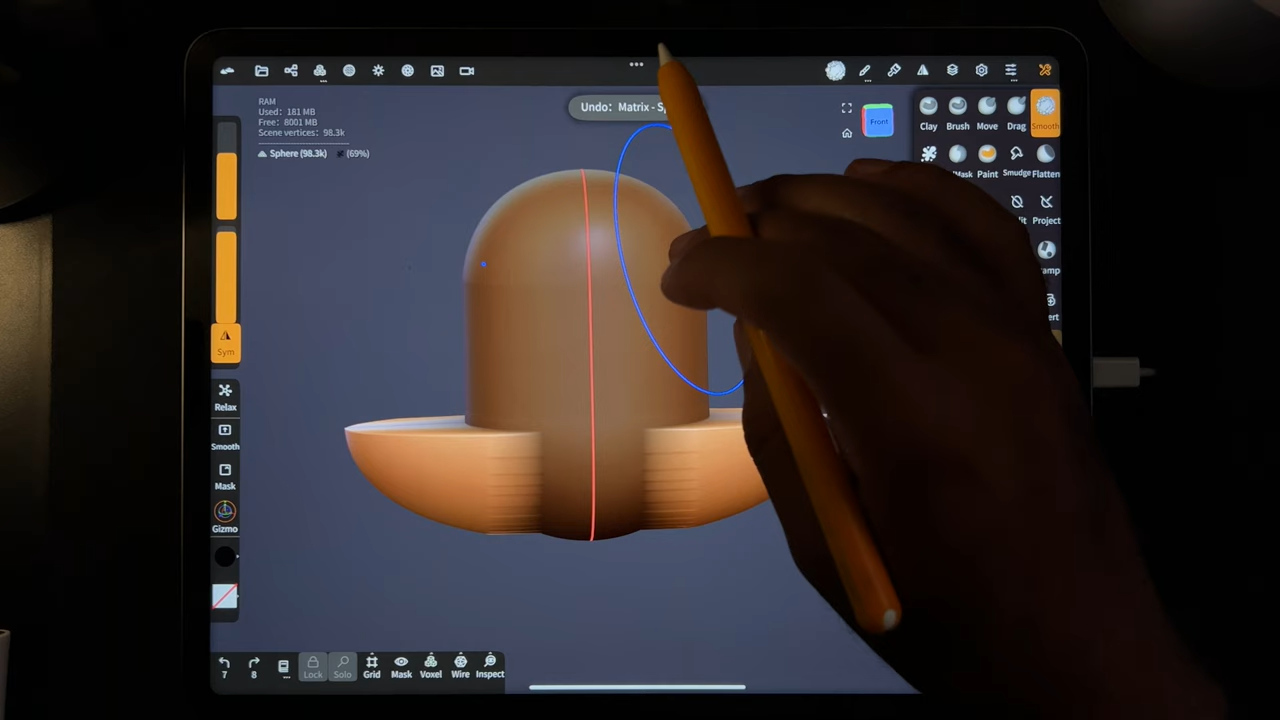 Undo: Matrix - S
RAM
Used: 181 MB
Free: 8001 MB
Scene vertices: 98.3k
Sphere (98.3k) (69%)
Front
Clay Brush Move Drag Smooth
Mask Paint Smudge Flatten
Project
Sym
Relax
Smooth
Mask
Gizmo
7 8 Lock Solo Grid Mask Voxel Wire Inspect